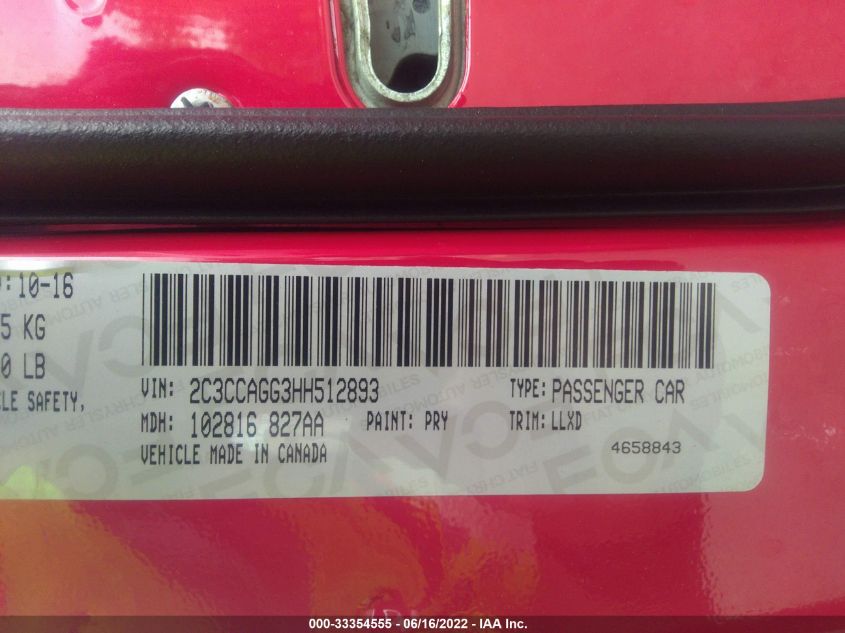 :10-16
5 KG
0 LB
LE SAFETY,
VIN: 2C3CCAGG3HH512893 TYPE: PASSENGER CAR
MDH: 102816 827AA PAINT: PRY TRIM: LLXD
VEHICLE MADE IN CANADA 4658843
000-33354555 - 06/16/2022 - IAA Inc.